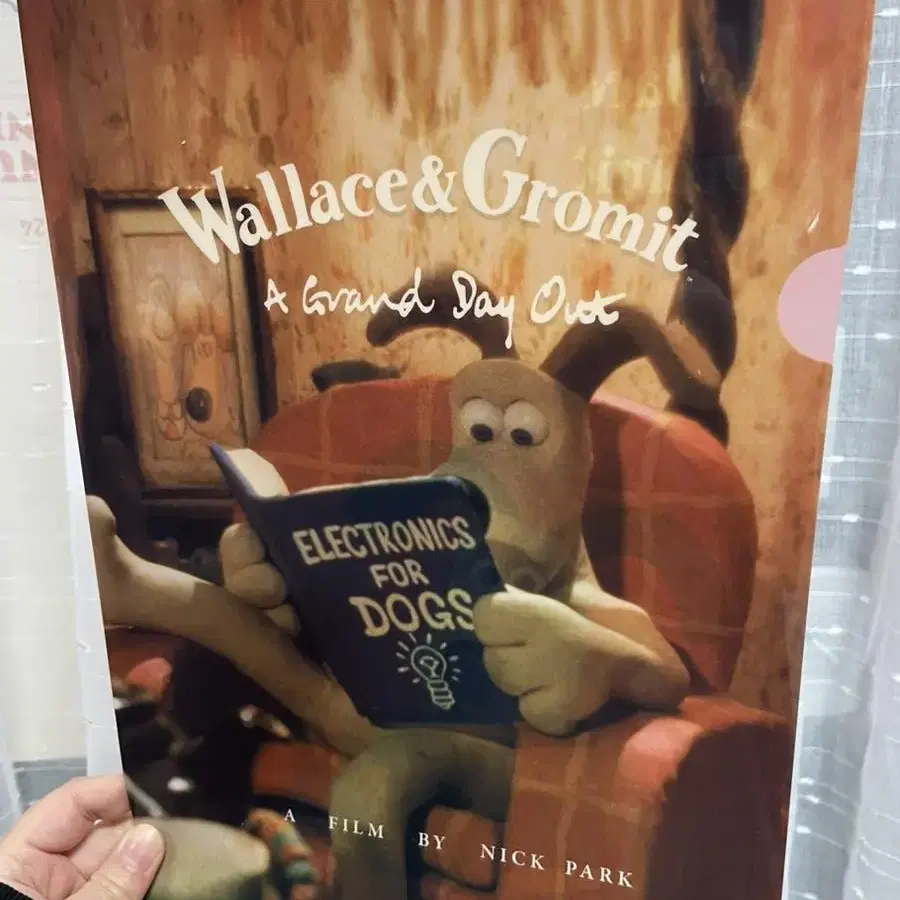 Wallace & Gromit
A Grand Day Out
ELECTRONICS
FOR
DOGS
A FILM BY NICK PARK